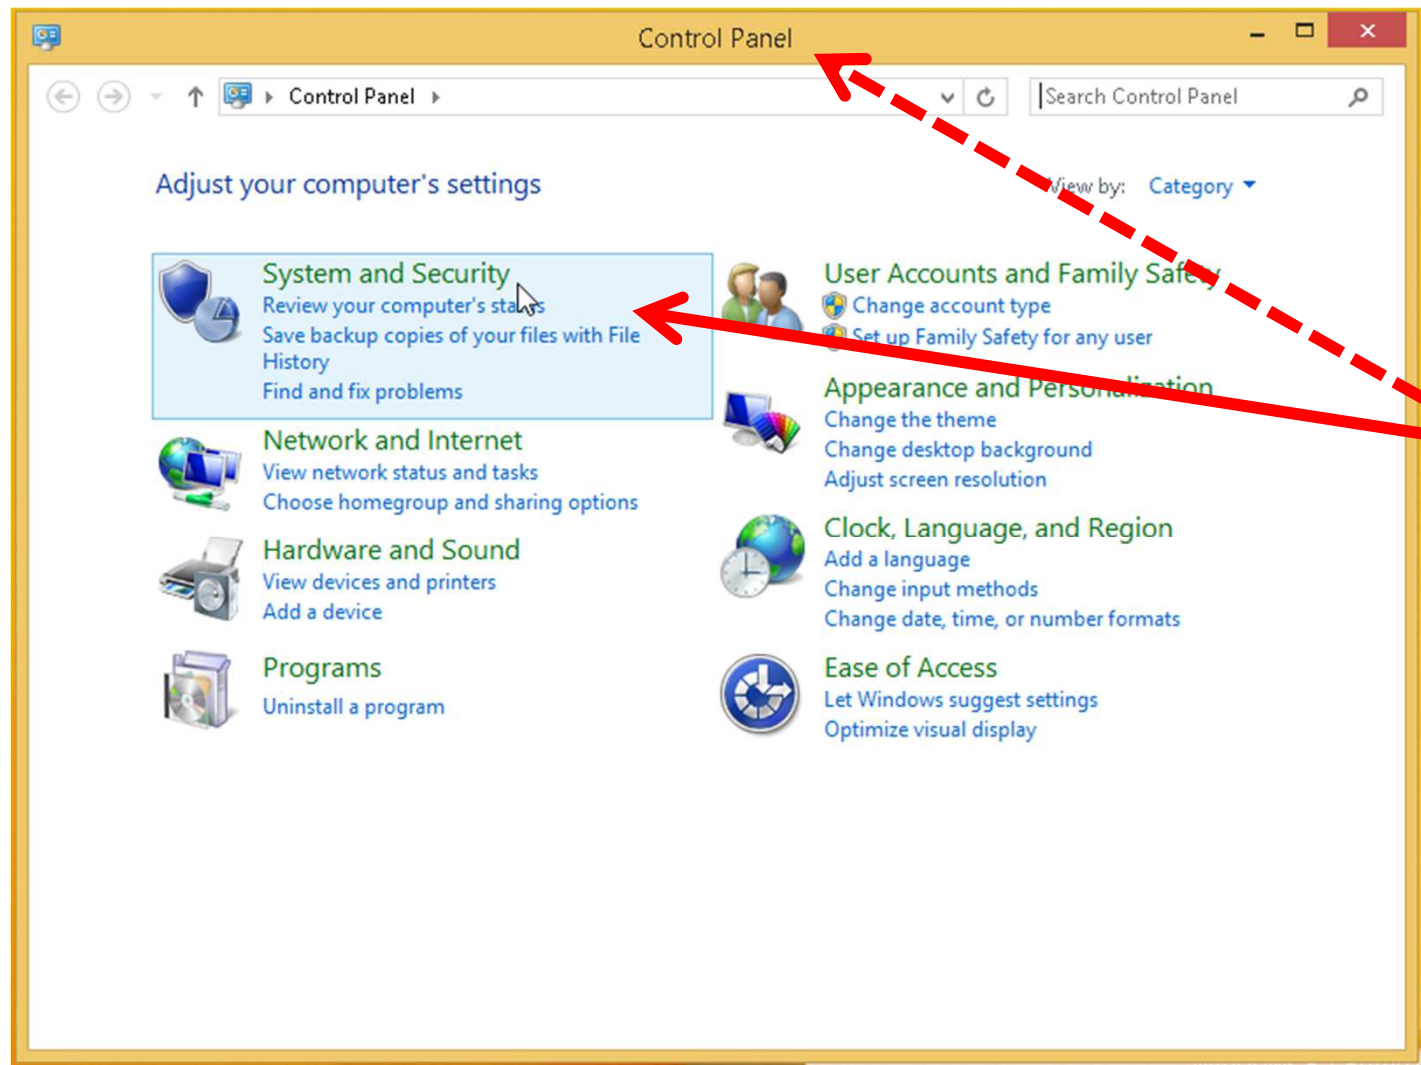 Control Panel
Control Panel
Search Control Panel
Adjust your computer's settings
View by: Category
System and Security
Review your computer's status
Save backup copies of your files with File
History
Find and fix problems
Network and Internet
View network status and tasks
Choose homegroup and sharing options
Hardware and Sound
View devices and printers
Add a device
Programs
Uninstall a program
User Accounts and Family Safety
Change account type
Set up Family Safety for any user
Appearance and Personalization
Change the theme
Change desktop background
Adjust screen resolution
Clock, Language, and Region
Add a language
Change input methods
Change date, time, or number formats
Ease of Access
Let Windows suggest settings
Optimize visual display